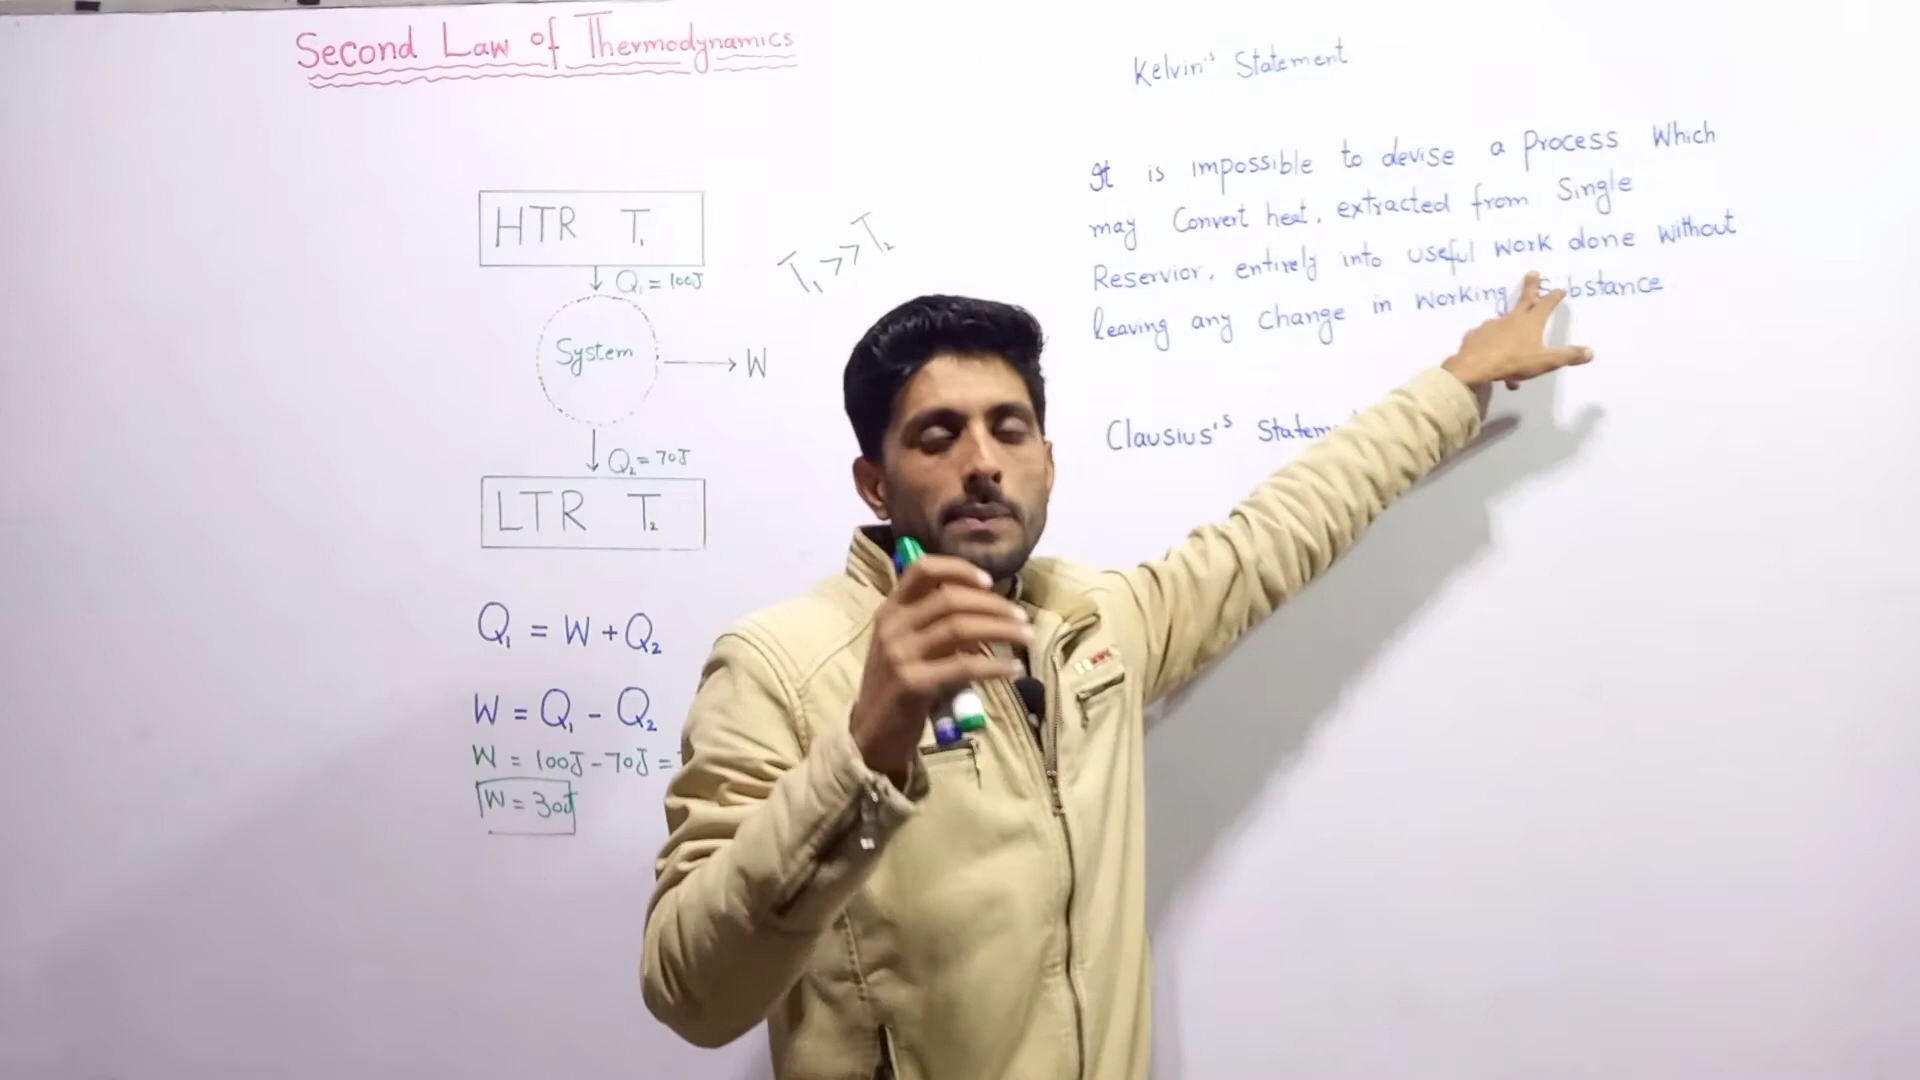 Second Law of Thermodynamics
HTR T₁
Q₁ = 100J
System
W
Q₂ = 70J
LTR T₂
T₁ >> T₂
Q₁ = W + Q₂
W = Q₁ - Q₂
W = 100J - 70J =
W = 30J
Kelvin's Statement
It is impossible to devise a Process Which
may Convert heat, extracted from Single
Reservior, entirely into useful work done without
leaving any change in working Substance
Clausius's